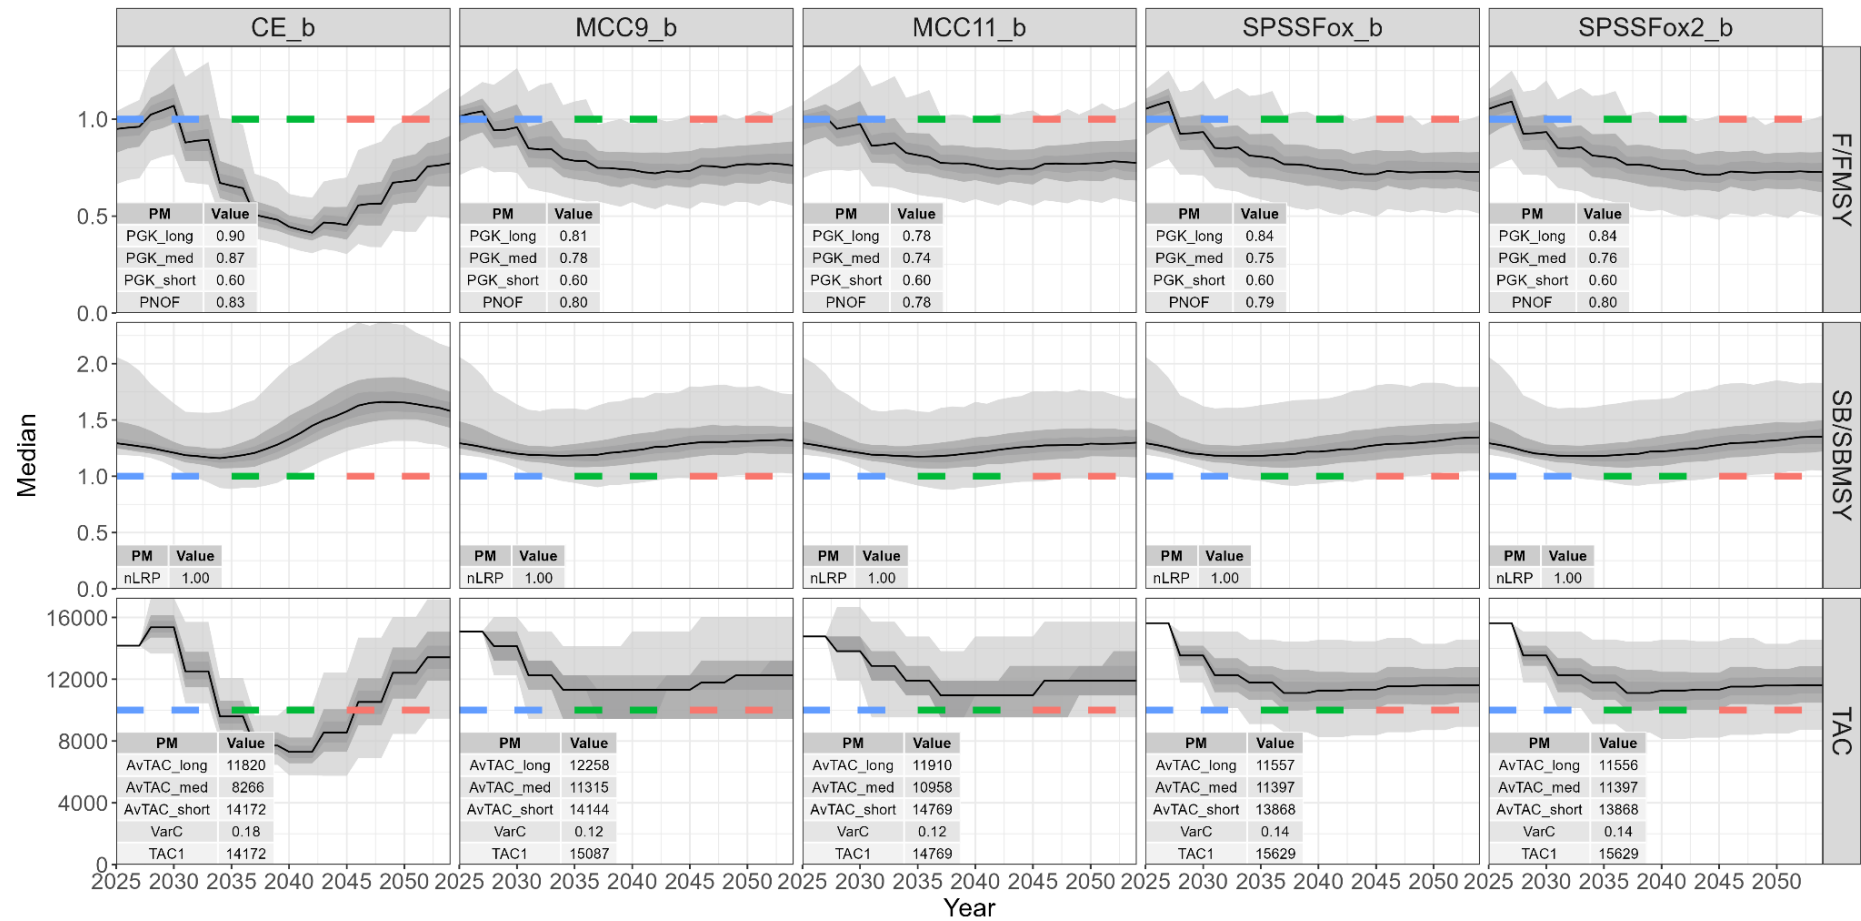 CE_b MCC9_b MCC11_b SPSSFox_b SPSSFox2_b
F/FMSY
1.0
0.5
0.0
PM Value PM Value PM Value PM Value PM Value
PGK_long 0.90 PGK_long 0.81 PGK_long 0.78 PGK_long 0.84 PGK_long 0.84
PGK_med 0.87 PGK_med 0.78 PGK_med 0.74 PGK_med 0.75 PGK_med 0.76
PGK_short 0.60 PGK_short 0.60 PGK_short 0.60 PGK_short 0.60 PGK_short 0.60
PNOF 0.83 PNOF 0.80 PNOF 0.78 PNOF 0.79 PNOF 0.80
SB/SBMSY
Median
2.0
1.5
1.0
0.5
0.0
PM Value PM Value PM Value PM Value PM Value
nLRP 1.00 nLRP 1.00 nLRP 1.00 nLRP 1.00 nLRP 1.00
TAC
16000
12000
8000
4000
0
PM Value PM Value PM Value PM Value PM Value
AvTAC_long 11820 AvTAC_long 12258 AvTAC_long 11910 AvTAC_long 11557 AvTAC_long 11556
AvTAC_med 8266 AvTAC_med 11315 AvTAC_med 10958 AvTAC_med 11397 AvTAC_med 11397
AvTAC_short 14172 AvTAC_short 14144 AvTAC_short 14769 AvTAC_short 13868 AvTAC_short 13868
VarC 0.18 VarC 0.12 VarC 0.12 VarC 0.14 VarC 0.14
TAC1 14172 TAC1 15087 TAC1 14769 TAC1 15629 TAC1 15629
2025 2030 2035 2040 2045 2050 2025 2030 2035 2040 2045 2050 2025 2030 2035 2040 2045 2050 2025 2030 2035 2040 2045 2050 2025 2030 2035 2040 2045 2050
Year